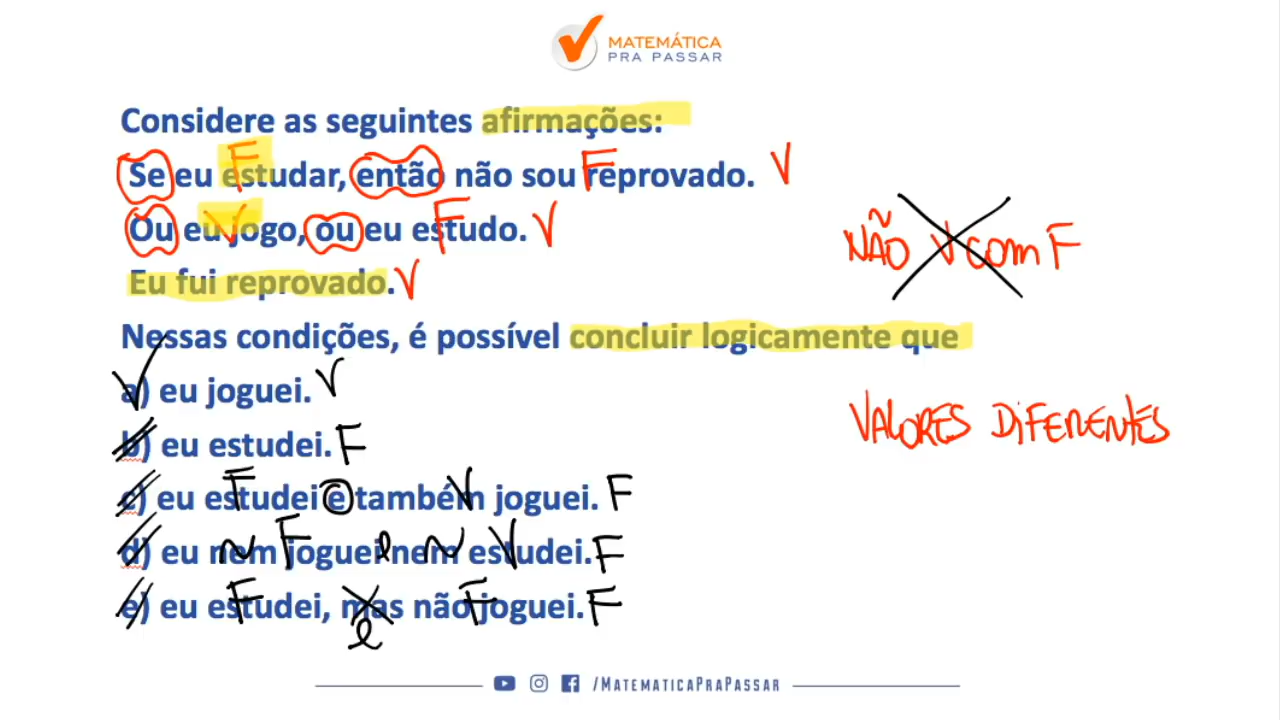 MATEMÁTICA
PRA PASSAR
Considere as seguintes afirmações:
F F V
Se eu estudar, então não sou reprovado.
V F V
Ou eu jogo, ou eu estudo.
NÃO V com F
Eu fui reprovado. V
Nessas condições, é possível concluir logicamente que
a) eu joguei. V
VALORES DIFERENTES
b) eu estudei. F
F V
c) eu estudei e também joguei. F
~ F e ~ V
d) eu nem joguei nem estudei. F
F F
e) eu estudei, mas não joguei. F
e
/MatematicaPraPassar